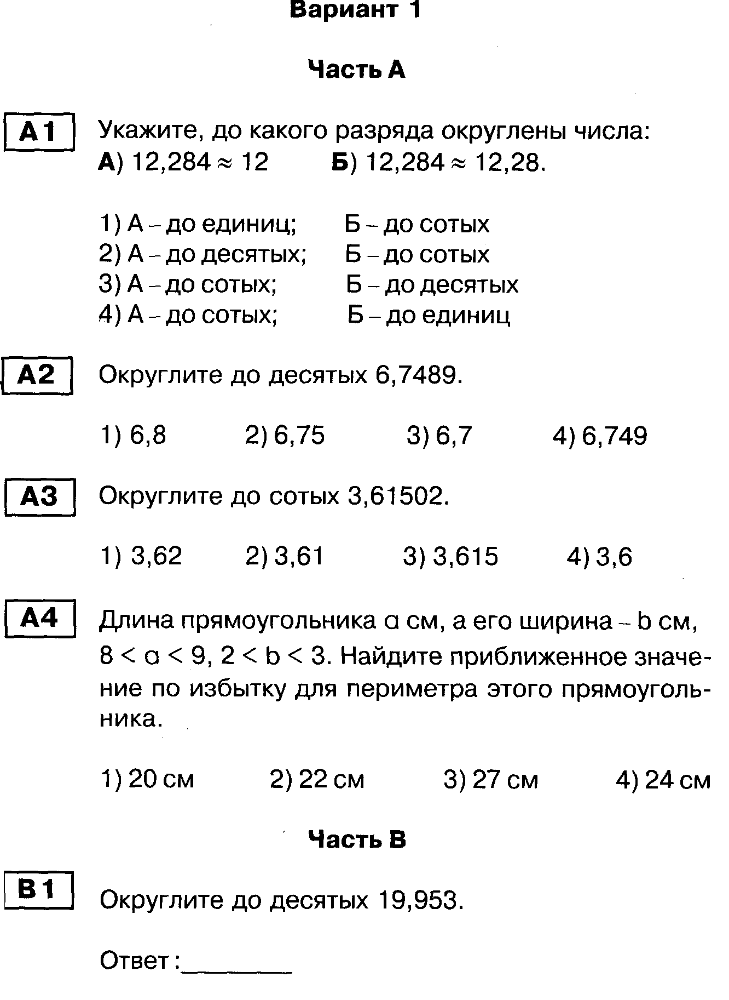 Вариант 1
Часть А
А1 Укажите, до какого разряда округлены числа:
А) 12,284 ≈ 12 Б) 12,284 ≈ 12,28.
1) А – до единиц; Б – до сотых
2) А – до десятых; Б – до сотых
3) А – до сотых; Б – до десятых
4) А – до сотых; Б – до единиц
А2 Округлите до десятых 6,7489.
1) 6,8 2) 6,75 3) 6,7 4) 6,749
А3 Округлите до сотых 3,61502.
1) 3,62 2) 3,61 3) 3,615 4) 3,6
А4 Длина прямоугольника a см, а его ширина – b см,
8 < a < 9, 2 < b < 3. Найдите приближенное значе-
ние по избытку для периметра этого прямоуголь-
ника.
1) 20 см 2) 22 см 3) 27 см 4) 24 см
Часть В
В1 Округлите до десятых 19,953.
Ответ :________